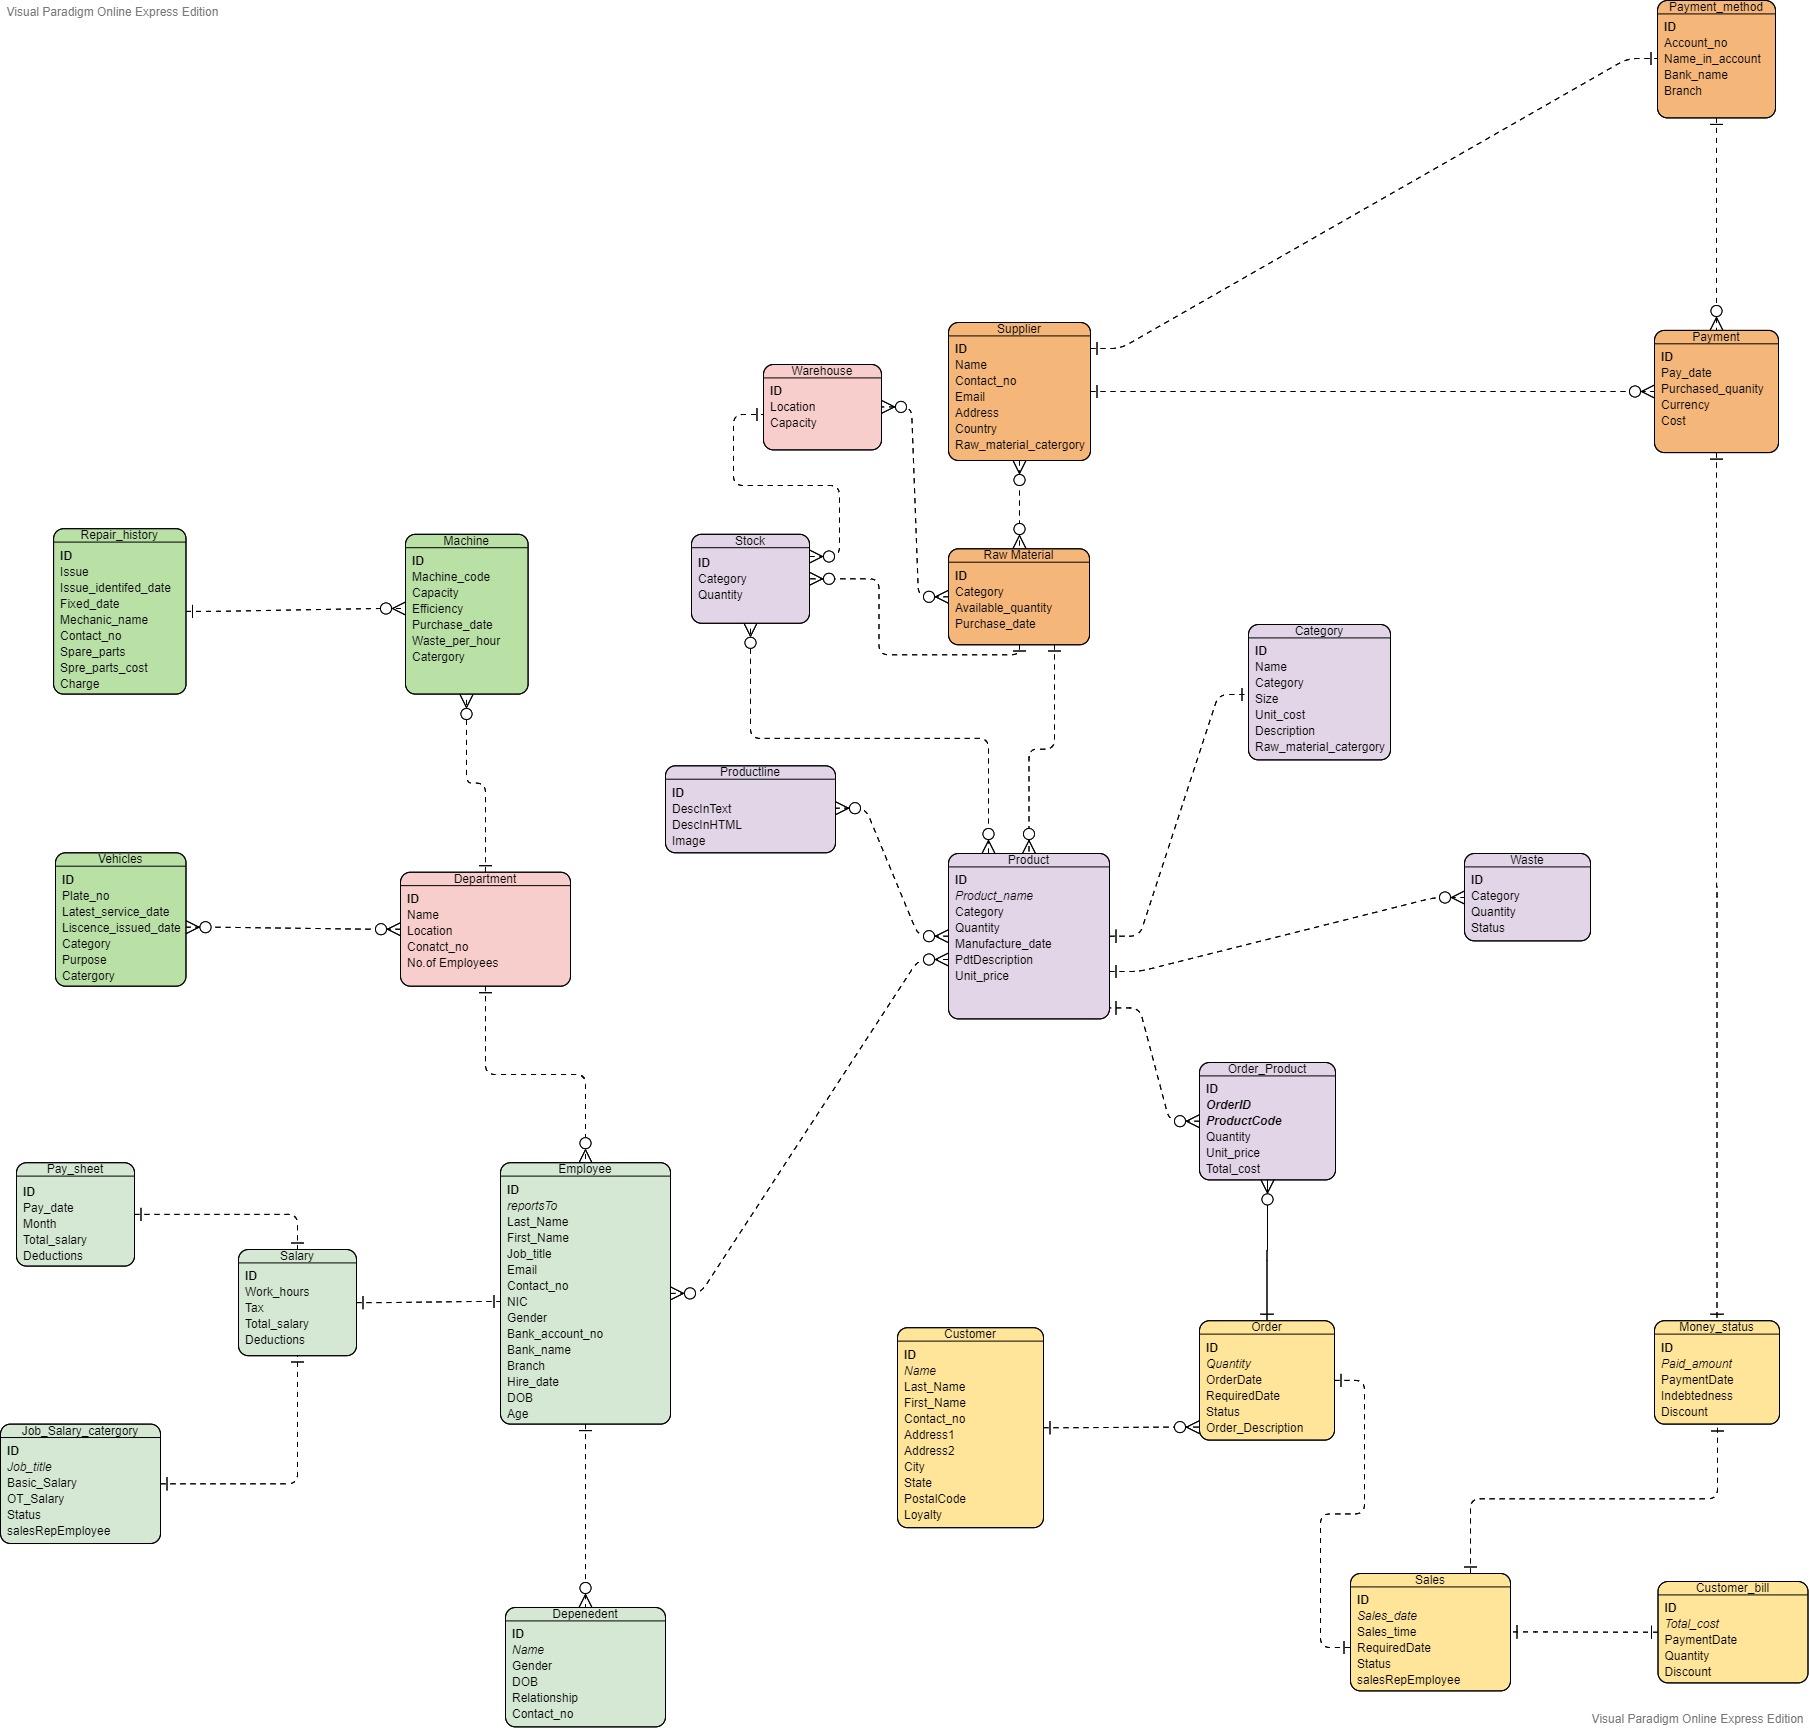 Visual Paradigm Online Express Edition
Payment_method
ID
Account_no
Name_in_account
Bank_name
Branch
Supplier
ID
Name
Contact_no
Email
Address
Country
Raw_material_catergory
Payment
ID
Pay_date
Purchased_quanity
Currency
Cost
Warehouse
ID
Location
Capacity
Repair_history
ID
Issue
Issue_identifed_date
Fixed_date
Mechanic_name
Contact_no
Spare_parts
Spre_parts_cost
Charge
Machine
ID
Machine_code
Capacity
Efficiency
Purchase_date
Waste_per_hour
Catergory
Stock
ID
Category
Quantity
Raw Material
ID
Category
Available_quantity
Purchase_date
Category
ID
Name
Category
Size
Unit_cost
Description
Raw_material_catergory
Productline
ID
DescInText
DescInHTML
Image
Vehicles
ID
Plate_no
Latest_service_date
Liscence_issued_date
Category
Purpose
Catergory
Department
ID
Name
Location
Conatct_no
No.of Employees
Product
ID
Product_name
Category
Quantity
Manufacture_date
PdtDescription
Unit_price
Waste
ID
Category
Quantity
Status
Order_Product
ID
OrderID
ProductCode
Quantity
Unit_price
Total_cost
Pay_sheet
ID
Pay_date
Month
Total_salary
Deductions
Salary
ID
Work_hours
Tax
Total_salary
Deductions
Employee
ID
reportsTo
Last_Name
First_Name
Job_title
Email
Contact_no
NIC
Gender
Bank_account_no
Bank_name
Branch
Hire_date
DOB
Age
Customer
ID
Name
Last_Name
First_Name
Contact_no
Address1
Address2
City
State
PostalCode
Loyalty
Order
ID
Quantity
OrderDate
RequiredDate
Status
Order_Description
Money_status
ID
Paid_amount
PaymentDate
Indebtedness
Discount
Job_Salary_catergory
ID
Job_title
Basic_Salary
OT_Salary
Status
salesRepEmployee
Sales
ID
Sales_date
Sales_time
RequiredDate
Status
salesRepEmployee
Customer_bill
ID
Total_cost
PaymentDate
Quantity
Discount
Depenedent
ID
Name
Gender
DOB
Relationship
Contact_no
Visual Paradigm Online Express Edition